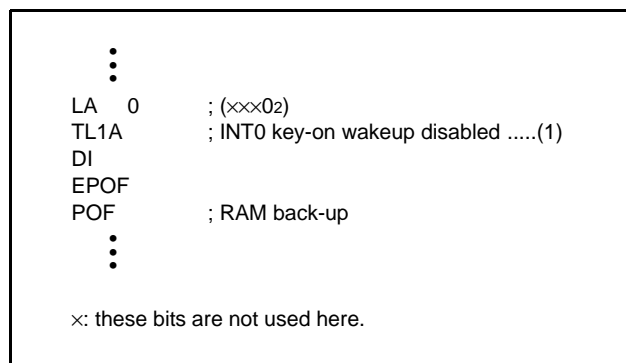 LA 0 ; (×××0₂)
TL1A ; INT0 key-on wakeup disabled .....(1)
DI
EPOF
POF ; RAM back-up
×: these bits are not used here.